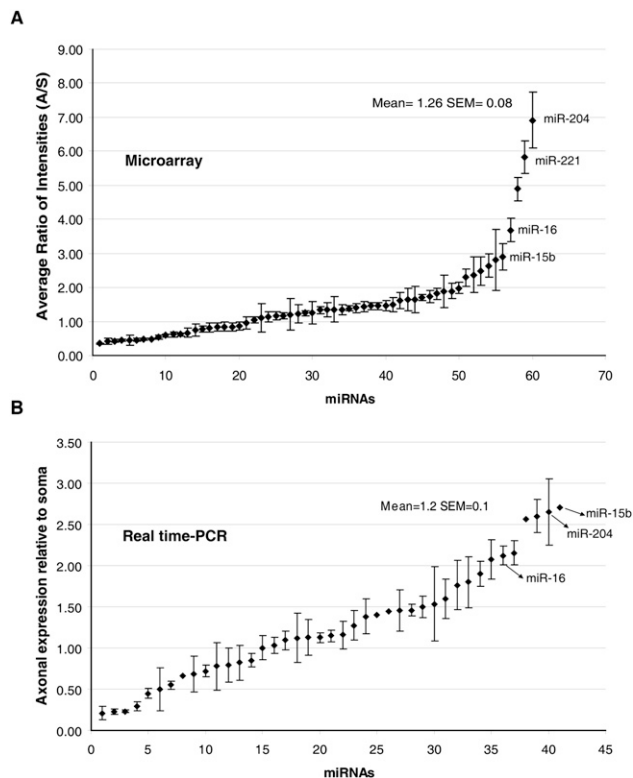 A
9.00
8.00
Mean= 1.26 SEM= 0.08
7.00
miR-204
6.00
Microarray
miR-221
5.00
4.00
miR-16
3.00
miR-15b
2.00
1.00
0.00
Average Ratio of Intensities (A/S)
0 10 20 30 40 50 60 70
miRNAs
B
3.50
3.00
Mean=1.2 SEM=0.1
miR-15b
2.50
miR-204
Real time-PCR
2.00
miR-16
1.50
1.00
0.50
0.00
Axonal expression relative to soma
0 5 10 15 20 25 30 35 40 45
miRNAs